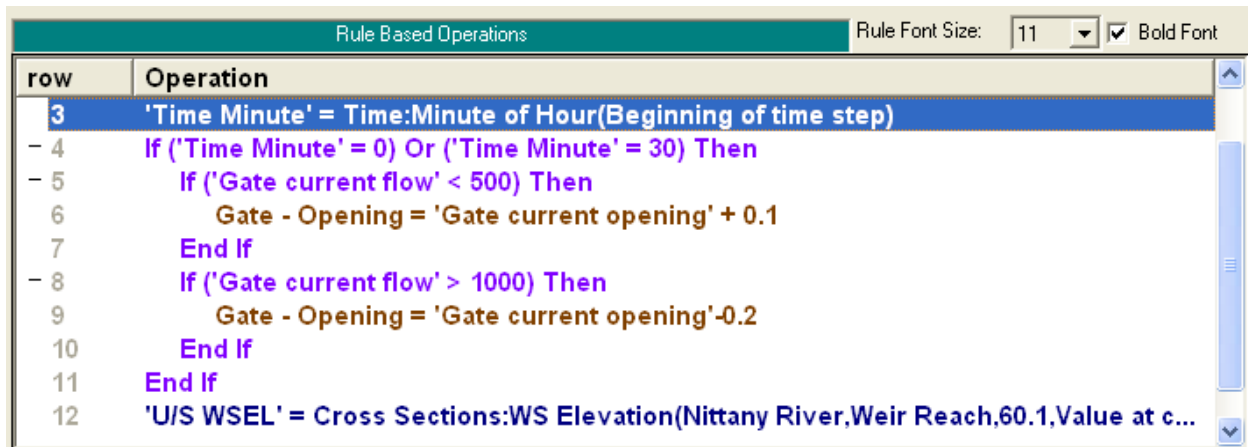 Rule Based Operations Rule Font Size: 11 Bold Font
row Operation
3 'Time Minute' = Time:Minute of Hour(Beginning of time step)
4 If ('Time Minute' = 0) Or ('Time Minute' = 30) Then
5 If ('Gate current flow' < 500) Then
6 Gate - Opening = 'Gate current opening' + 0.1
7 End If
8 If ('Gate current flow' > 1000) Then
9 Gate - Opening = 'Gate current opening'-0.2
10 End If
11 End If
12 'U/S WSEL' = Cross Sections:WS Elevation(Nittany River,Weir Reach,60.1,Value at c...